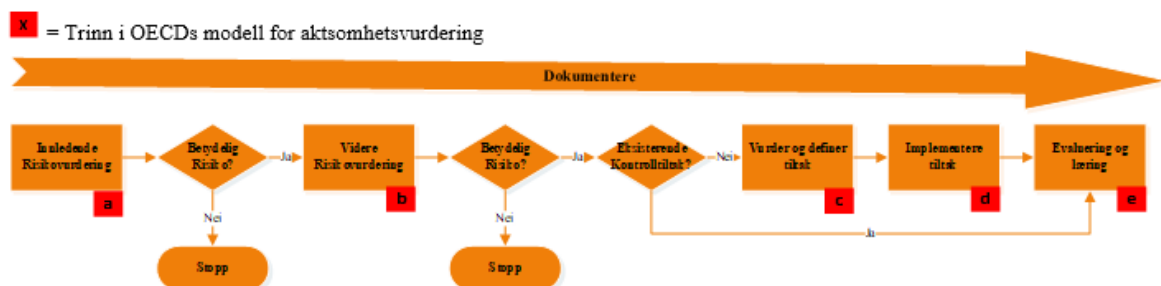 x = Trinn i OECDs modell for aktsomhetsvurdering
Dokumentere
Innledende
Risikovurdering
a
Betydelig
Risiko?
Ja
Nei
Stopp
Videre
Risikovurdering
b
Betydelig
Risiko?
Ja
Nei
Stopp
Eksisterende
Kontrolltiltak?
Nei
Ja
Vurder og definer
tiltak
c
Implementere
tiltak
d
Evaluering og
læring
e